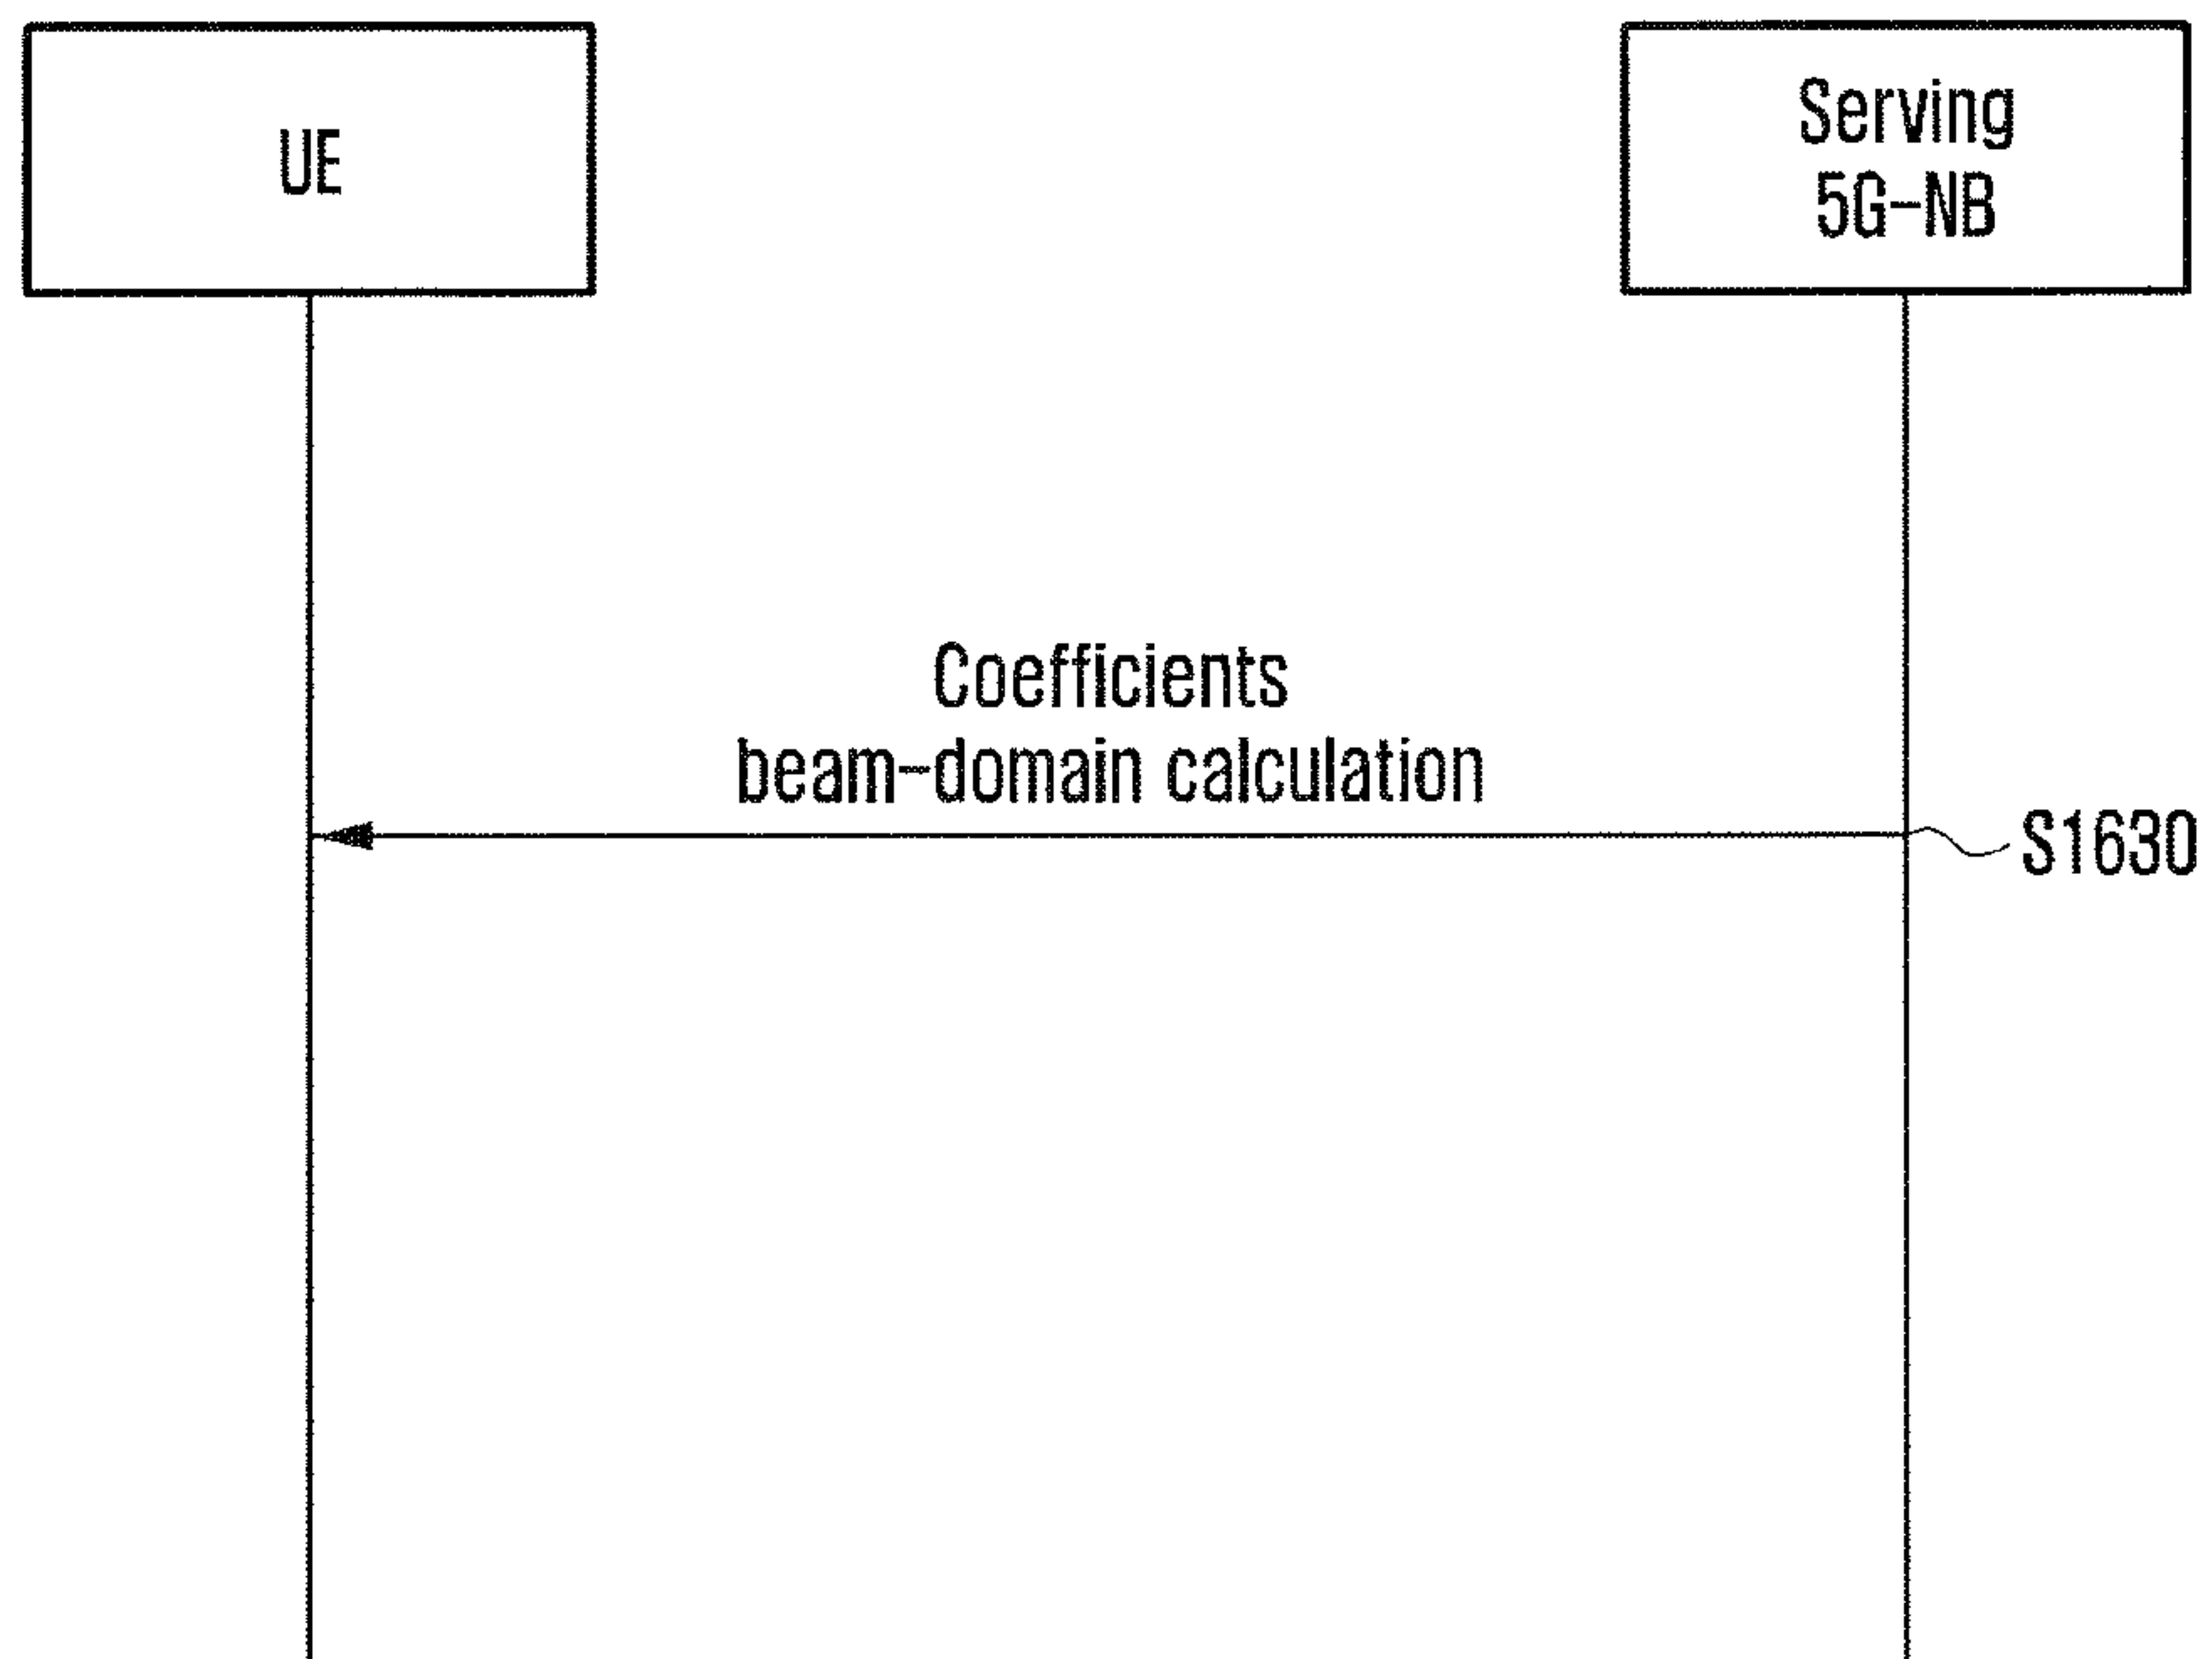 UE
Serving
5G-NB
Coefficients
beam-domain calculation
S1630